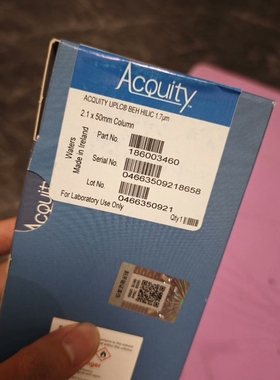 Acquity
ACQUITY UPLC® BEH HILIC 1.7µm
2.1 x 50mm Column
Part No.
186003460
Waters
Made in Ireland
Serial No.
04663509218658
Lot No.
0466350921
For Laboratory Use Only
Qty 1
Acquity